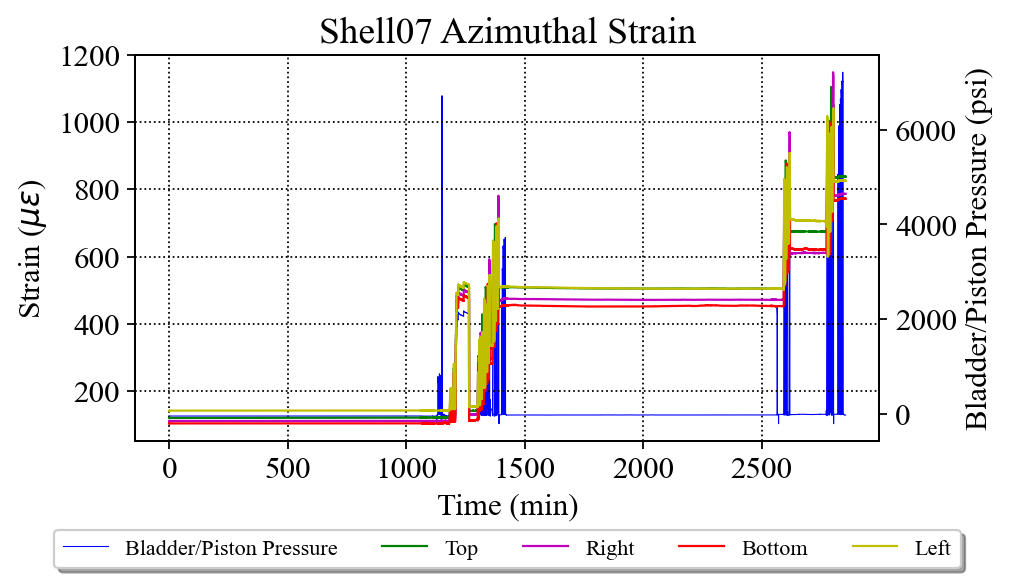 Shell07 Azimuthal Strain
1200
1000
800
600
400
200
Strain (με)
6000
4000
2000
0
Bladder/Piston Pressure (psi)
0 500 1000 1500 2000 2500
Time (min)
Bladder/Piston Pressure Top Right Bottom Left